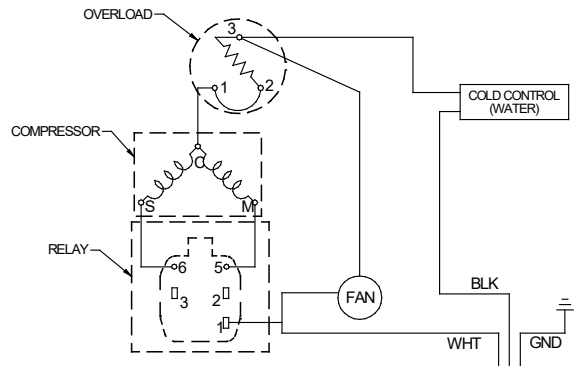 OVERLOAD
3
1
2
COLD CONTROL
(WATER)
COMPRESSOR
C
S
M
RELAY
6
5
3
2
1
FAN
BLK
WHT
GND